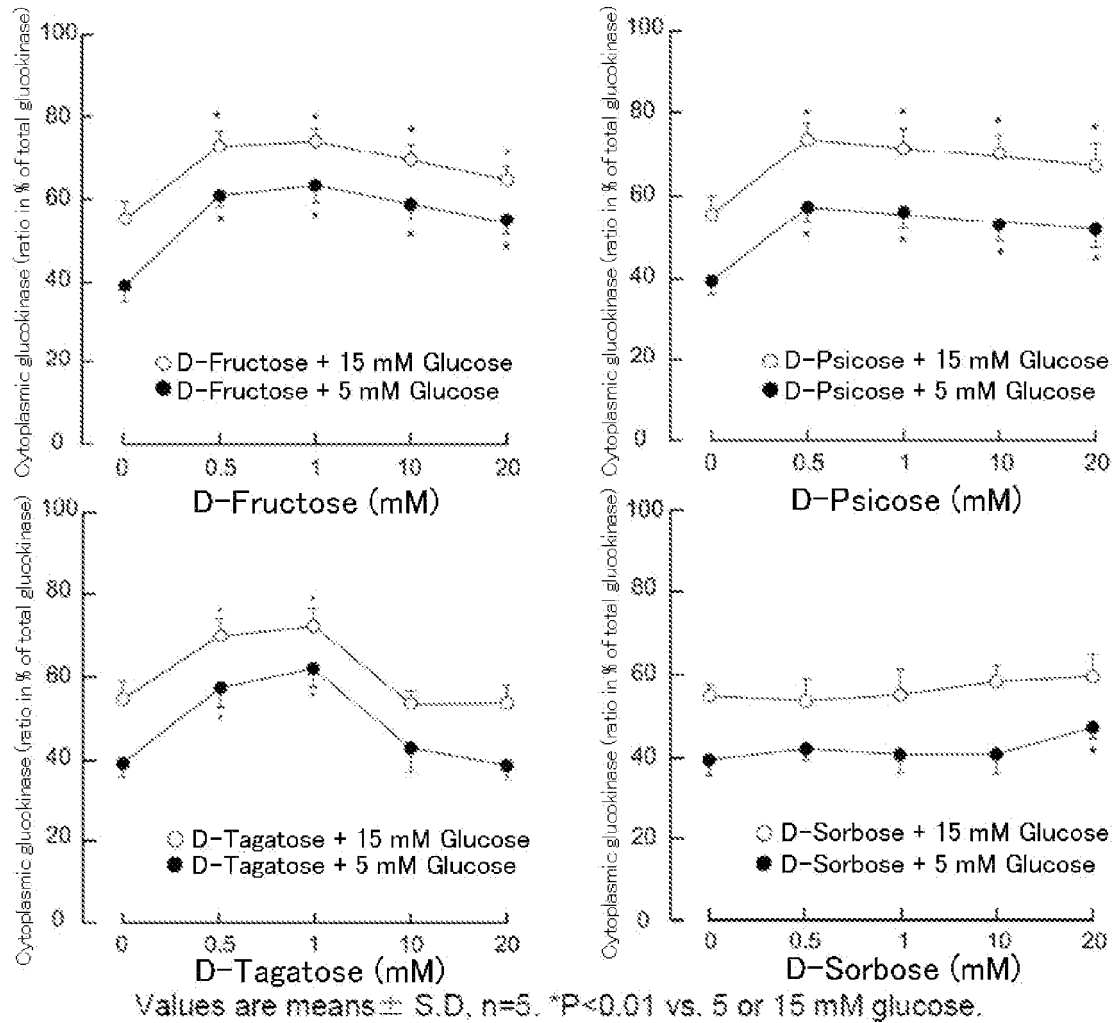 Cytoplasmic glucokinase (ratio in % of total glucokinase)
100
80
60
40
20
0
* * * *
* * * *
D-Fructose + 15 mM Glucose
D-Fructose + 5 mM Glucose
0 0.5 1 10 20
D-Fructose (mM)
Cytoplasmic glucokinase (ratio in % of total glucokinase)
100
80
60
40
20
0
* * * *
* * * *
D-Psicose + 15 mM Glucose
D-Psicose + 5 mM Glucose
0 0.5 1 10 20
D-Psicose (mM)
Cytoplasmic glucokinase (ratio in % of total glucokinase)
100
80
60
40
20
0
* *
* *
D-Tagatose + 15 mM Glucose
D-Tagatose + 5 mM Glucose
0 0.5 1 10 20
D-Tagatose (mM)
Cytoplasmic glucokinase (ratio in % of total glucokinase)
100
80
60
40
20
0
*
D-Sorbose + 15 mM Glucose
D-Sorbose + 5 mM Glucose
0 0.5 1 10 20
D-Sorbose (mM)
Values are means± S.D, n=5. *P<0.01 vs. 5 or 15 mM glucose.